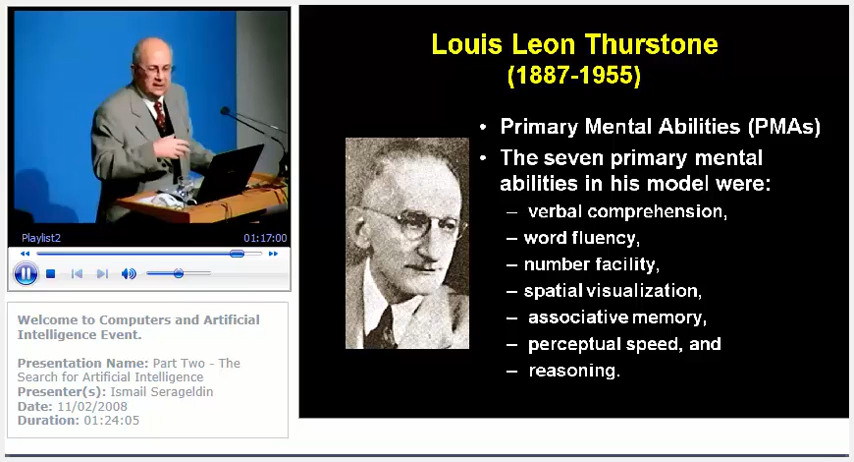 Playlist2 01:17:00
Welcome to Computers and Artificial
Intelligence Event.
Presentation Name: Part Two - The
Search for Artificial Intelligence
Presenter(s): Ismail Serageldin
Date: 11/02/2008
Duration: 01:24:05
Louis Leon Thurstone
(1887-1955)
• Primary Mental Abilities (PMAs)
• The seven primary mental
abilities in his model were:
– verbal comprehension,
– word fluency,
– number facility,
– spatial visualization,
– associative memory,
– perceptual speed, and
– reasoning.